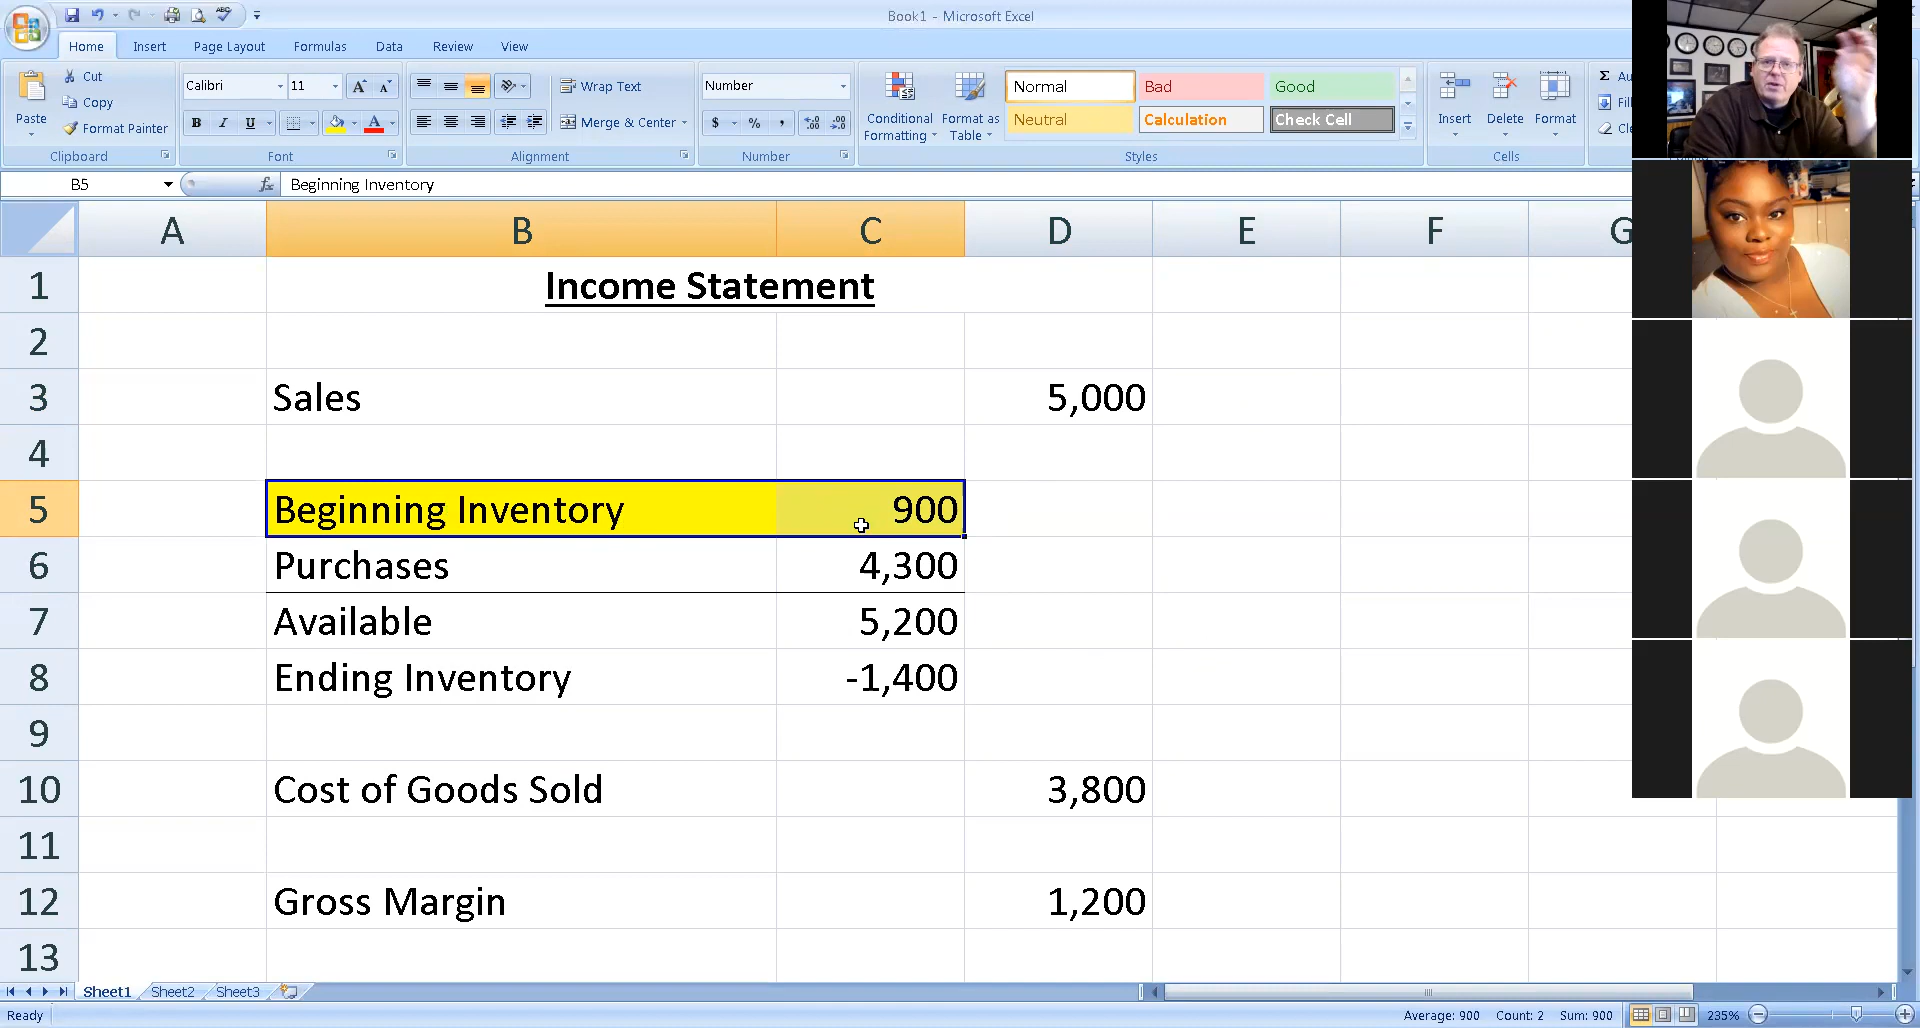 Book1 - Microsoft Excel
Home Insert Page Layout Formulas Data Review View
Paste
Cut
Copy
Format Painter
Clipboard
Calibri 11
B I U
Font
Wrap Text
Merge & Center
Alignment
Number
$ % ,
Number
Conditional Formatting
Format as Table
Normal Bad Good
Neutral Calculation Check Cell
Styles
Insert Delete Format
Cells
Σ
B5 fx Beginning Inventory
A B C D E F G
1 Income Statement
2
3 Sales 5,000
4
5 Beginning Inventory 900
6 Purchases 4,300
7 Available 5,200
8 Ending Inventory -1,400
9
10 Cost of Goods Sold 3,800
11
12 Gross Margin 1,200
13
Sheet1 Sheet2 Sheet3
Ready Average: 900 Count: 2 Sum: 900 235%